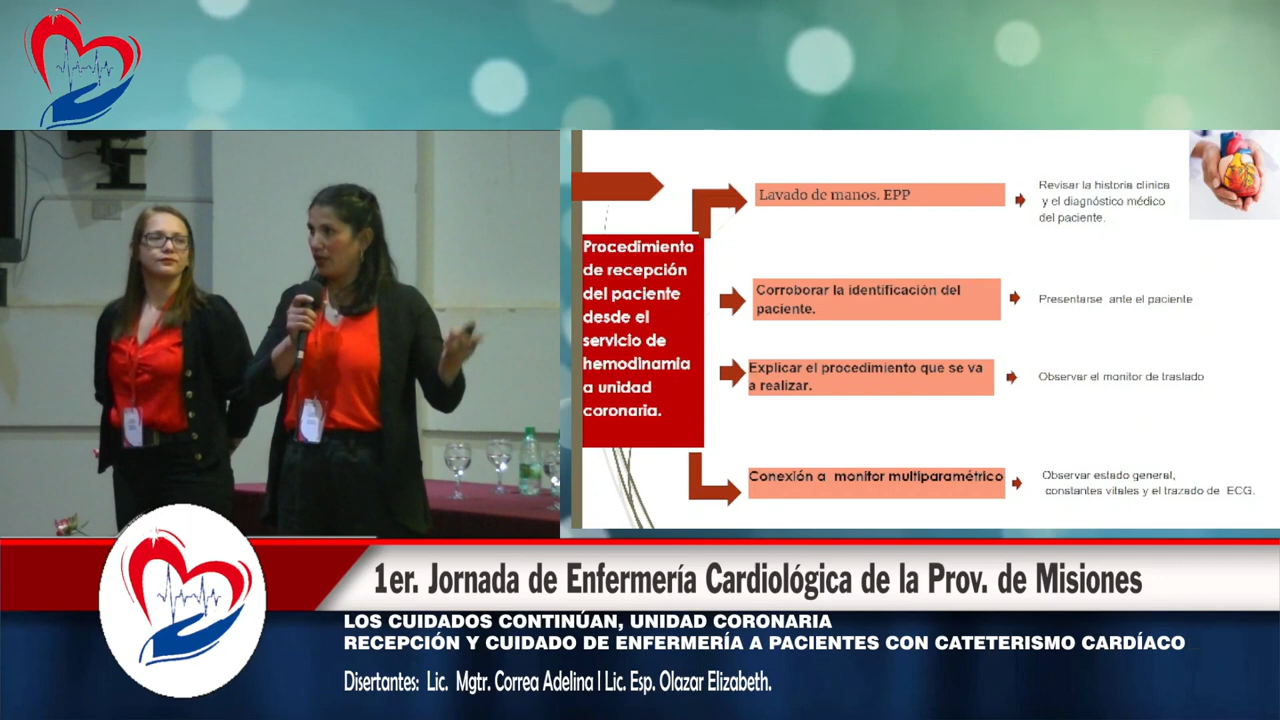 Lavado de manos. EPP
Revisar la historia clínica
y el diagnóstico médico
del paciente.
Procedimiento
de recepción
del paciente
desde el
servicio de
hemodinamia
a unidad
coronaria.
Corroborar la identificación del
paciente.
Presentarse ante el paciente
Explicar el procedimiento que se va
a realizar.
Observar el monitor de traslado
Conexión a monitor multiparamétrico
Observar estado general,
constantes vitales y el trazado de ECG.
1er. Jornada de Enfermería Cardiológica de la Prov. de Misiones
LOS CUIDADOS CONTINÚAN, UNIDAD CORONARIA
RECEPCIÓN Y CUIDADO DE ENFERMERÍA A PACIENTES CON CATETERISMO CARDÍACO
Disertantes: Lic. Mgtr. Correa Adelina l Lic. Esp. Olazar Elizabeth.